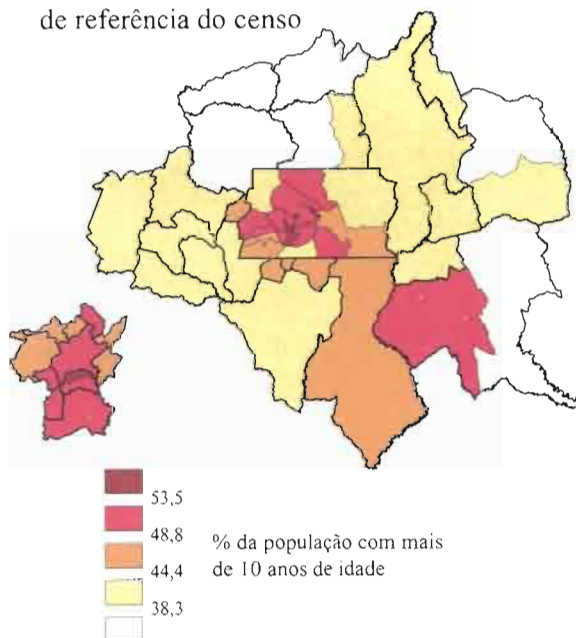 de referência do censo
53,5
48,8
44,4
38,3
% da população com mais
de 10 anos de idade